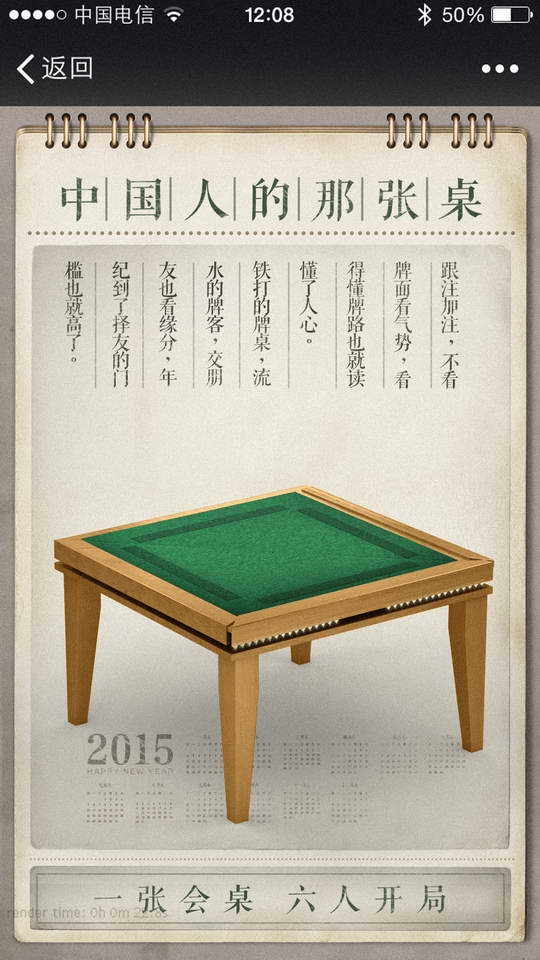 中国电信 12:08 50%
返回
中国人的那张桌
跟注加注，不看
牌面看气势，看
得懂牌路也就读
懂了人心。
铁打的牌桌，流
水的牌客，交朋
友也看缘分，年
纪到了择友的门
槛也就高了。
2015
HAPPY NEW YEAR
一张会桌 六人开局
render time: 0h 0m